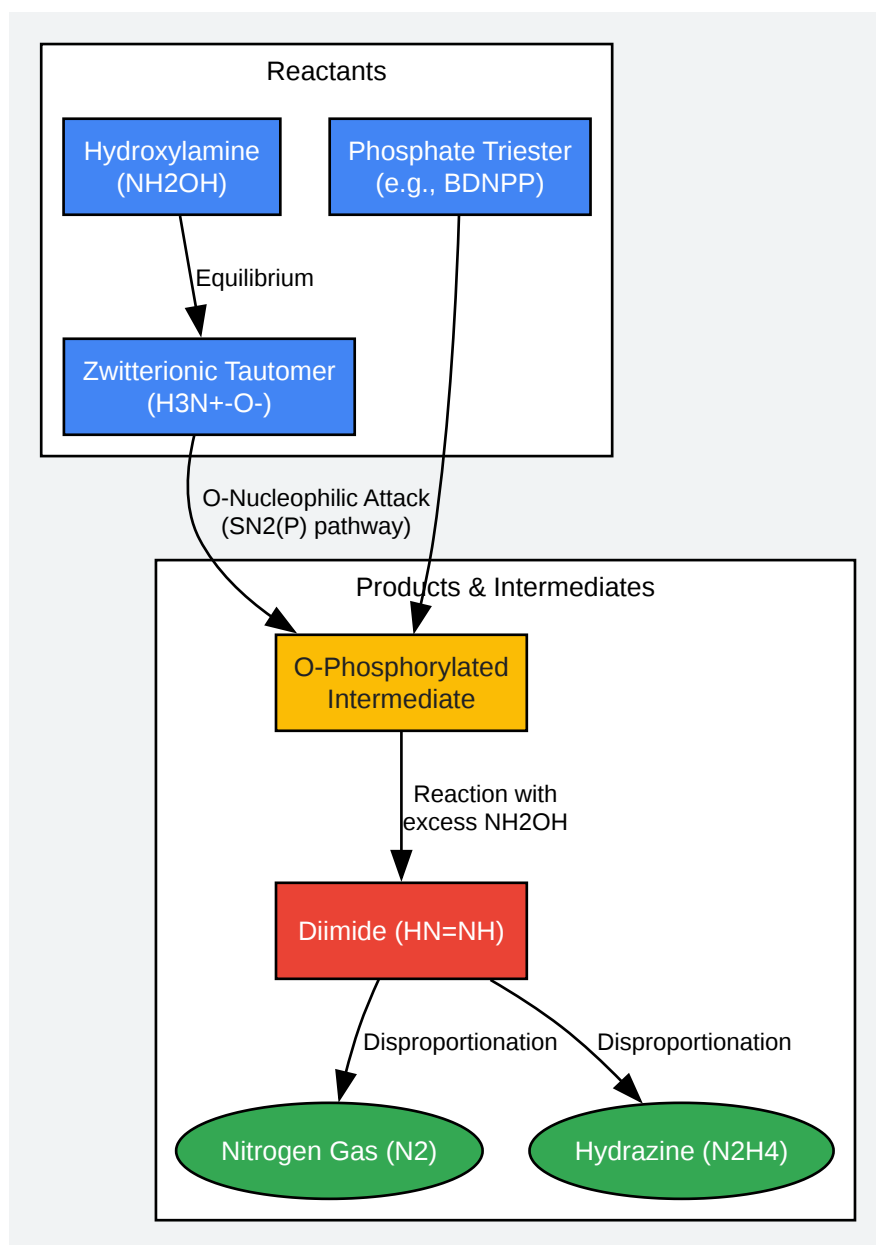 Reactants
Hydroxylamine
(NH2OH)
Phosphate Triester
(e.g., BDNPP)
Equilibrium
Zwitterionic Tautomer
(H3N+-O-)
O-Nucleophilic Attack
(SN2(P) pathway)
Products & Intermediates
O-Phosphorylated
Intermediate
Reaction with
excess NH2OH
Diimide (HN=NH)
Disproportionation
Disproportionation
Nitrogen Gas (N2)
Hydrazine (N2H4)